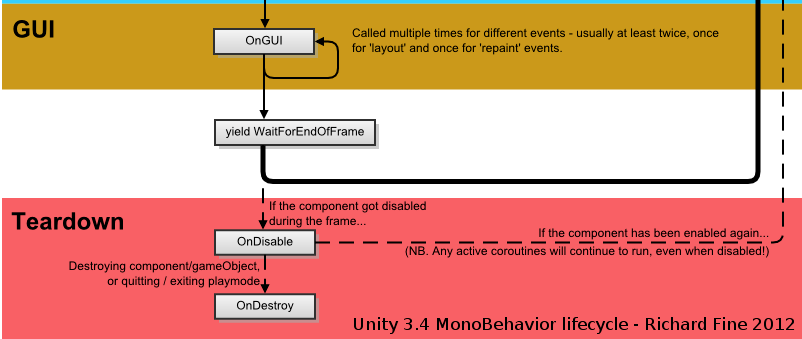 GUI
OnGUI
Called multiple times for different events - usually at least twice, once
for 'layout' and once for 'repaint' events.
yield WaitForEndOfFrame
Teardown
If the component got disabled
during the frame...
OnDisable
If the component has been enabled again...
(NB. Any active coroutines will continue to run, even when disabled!)
Destroying component/gameObject,
or quitting / exiting playmode
OnDestroy
Unity 3.4 MonoBehavior lifecycle - Richard Fine 2012